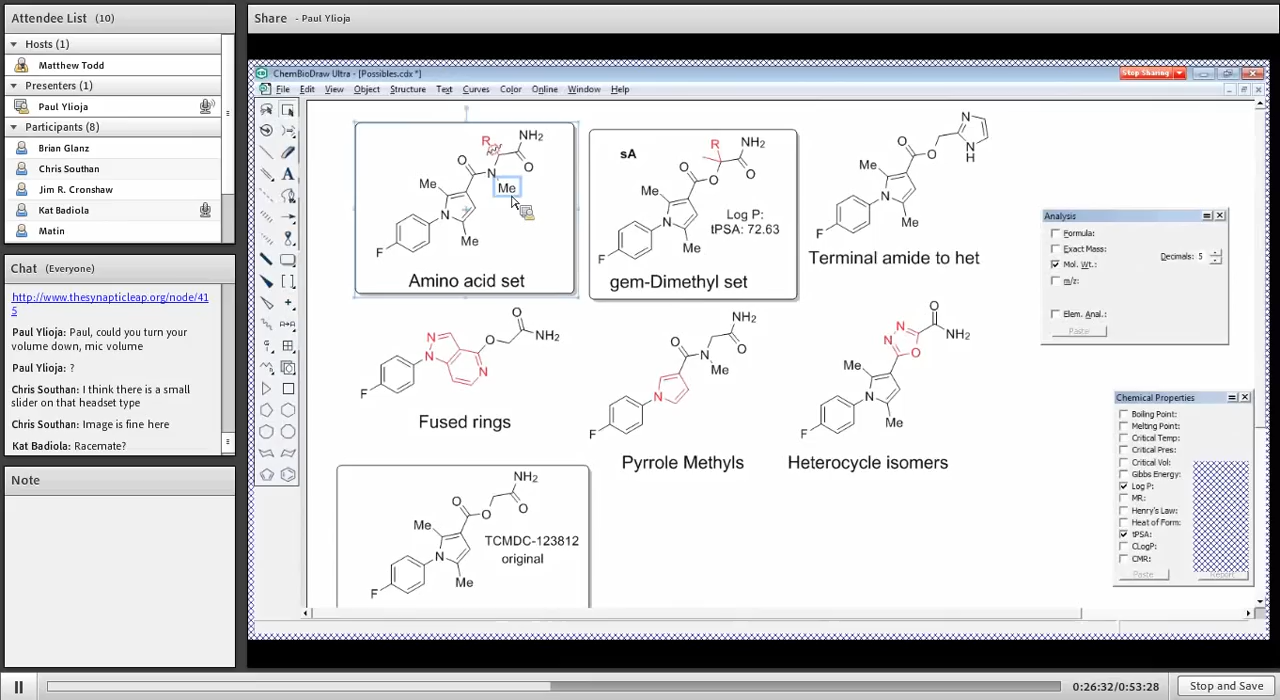 Attendee List (10)
Hosts (1)
Matthew Todd
Presenters (1)
Paul Ylioja
Participants (8)
Brian Glanz
Chris Southan
Jim R. Cronshaw
Kat Badiola
Matin
Chat (Everyone)
http://www.thesynapticleap.org/node/41
5
Paul Ylioja: Paul, could you turn your
volume down, mic volume
Paul Ylioja: ?
Chris Southan: I think there is a small
slider on that headset type
Chris Southan: Image is fine here
Kat Badiola: Racemate?
Note
Share - Paul Ylioja
ChemBioDraw Ultra - [Possibles.cdx *]
Stop Sharing
File Edit View Object Structure Text Curves Color Online Window Help
R
NH2
O
O
N
Me
Me
N
Me
F
Amino acid set
sA
R
NH2
O
O
O
Me
N
Me
F
Log P:
tPSA: 72.63
gem-Dimethyl set
N
N
H
O
O
Me
N
Me
F
Terminal amide to het
O
NH2
O
N
N
N
F
Fused rings
NH2
O
O
N
Me
N
F
Pyrrole Methyls
O
NH2
N
N
O
Me
N
Me
F
Heterocycle isomers
NH2
O
O
O
Me
N
Me
F
TCMDC-123812
original
Analysis
Formula:
Exact Mass:
Mol. Wt.:
m/z:
Elem. Anal.:
Decimals: 5
Paste
Chemical Properties
Boiling Point:
Melting Point:
Critical Temp:
Critical Pres:
Critical Vol:
Gibbs Energy:
Log P:
MR:
Henry's Law:
Heat of Form:
tPSA:
CLogP:
CMR:
Paste
Report
0:26:32/0:53:28
Stop and Save